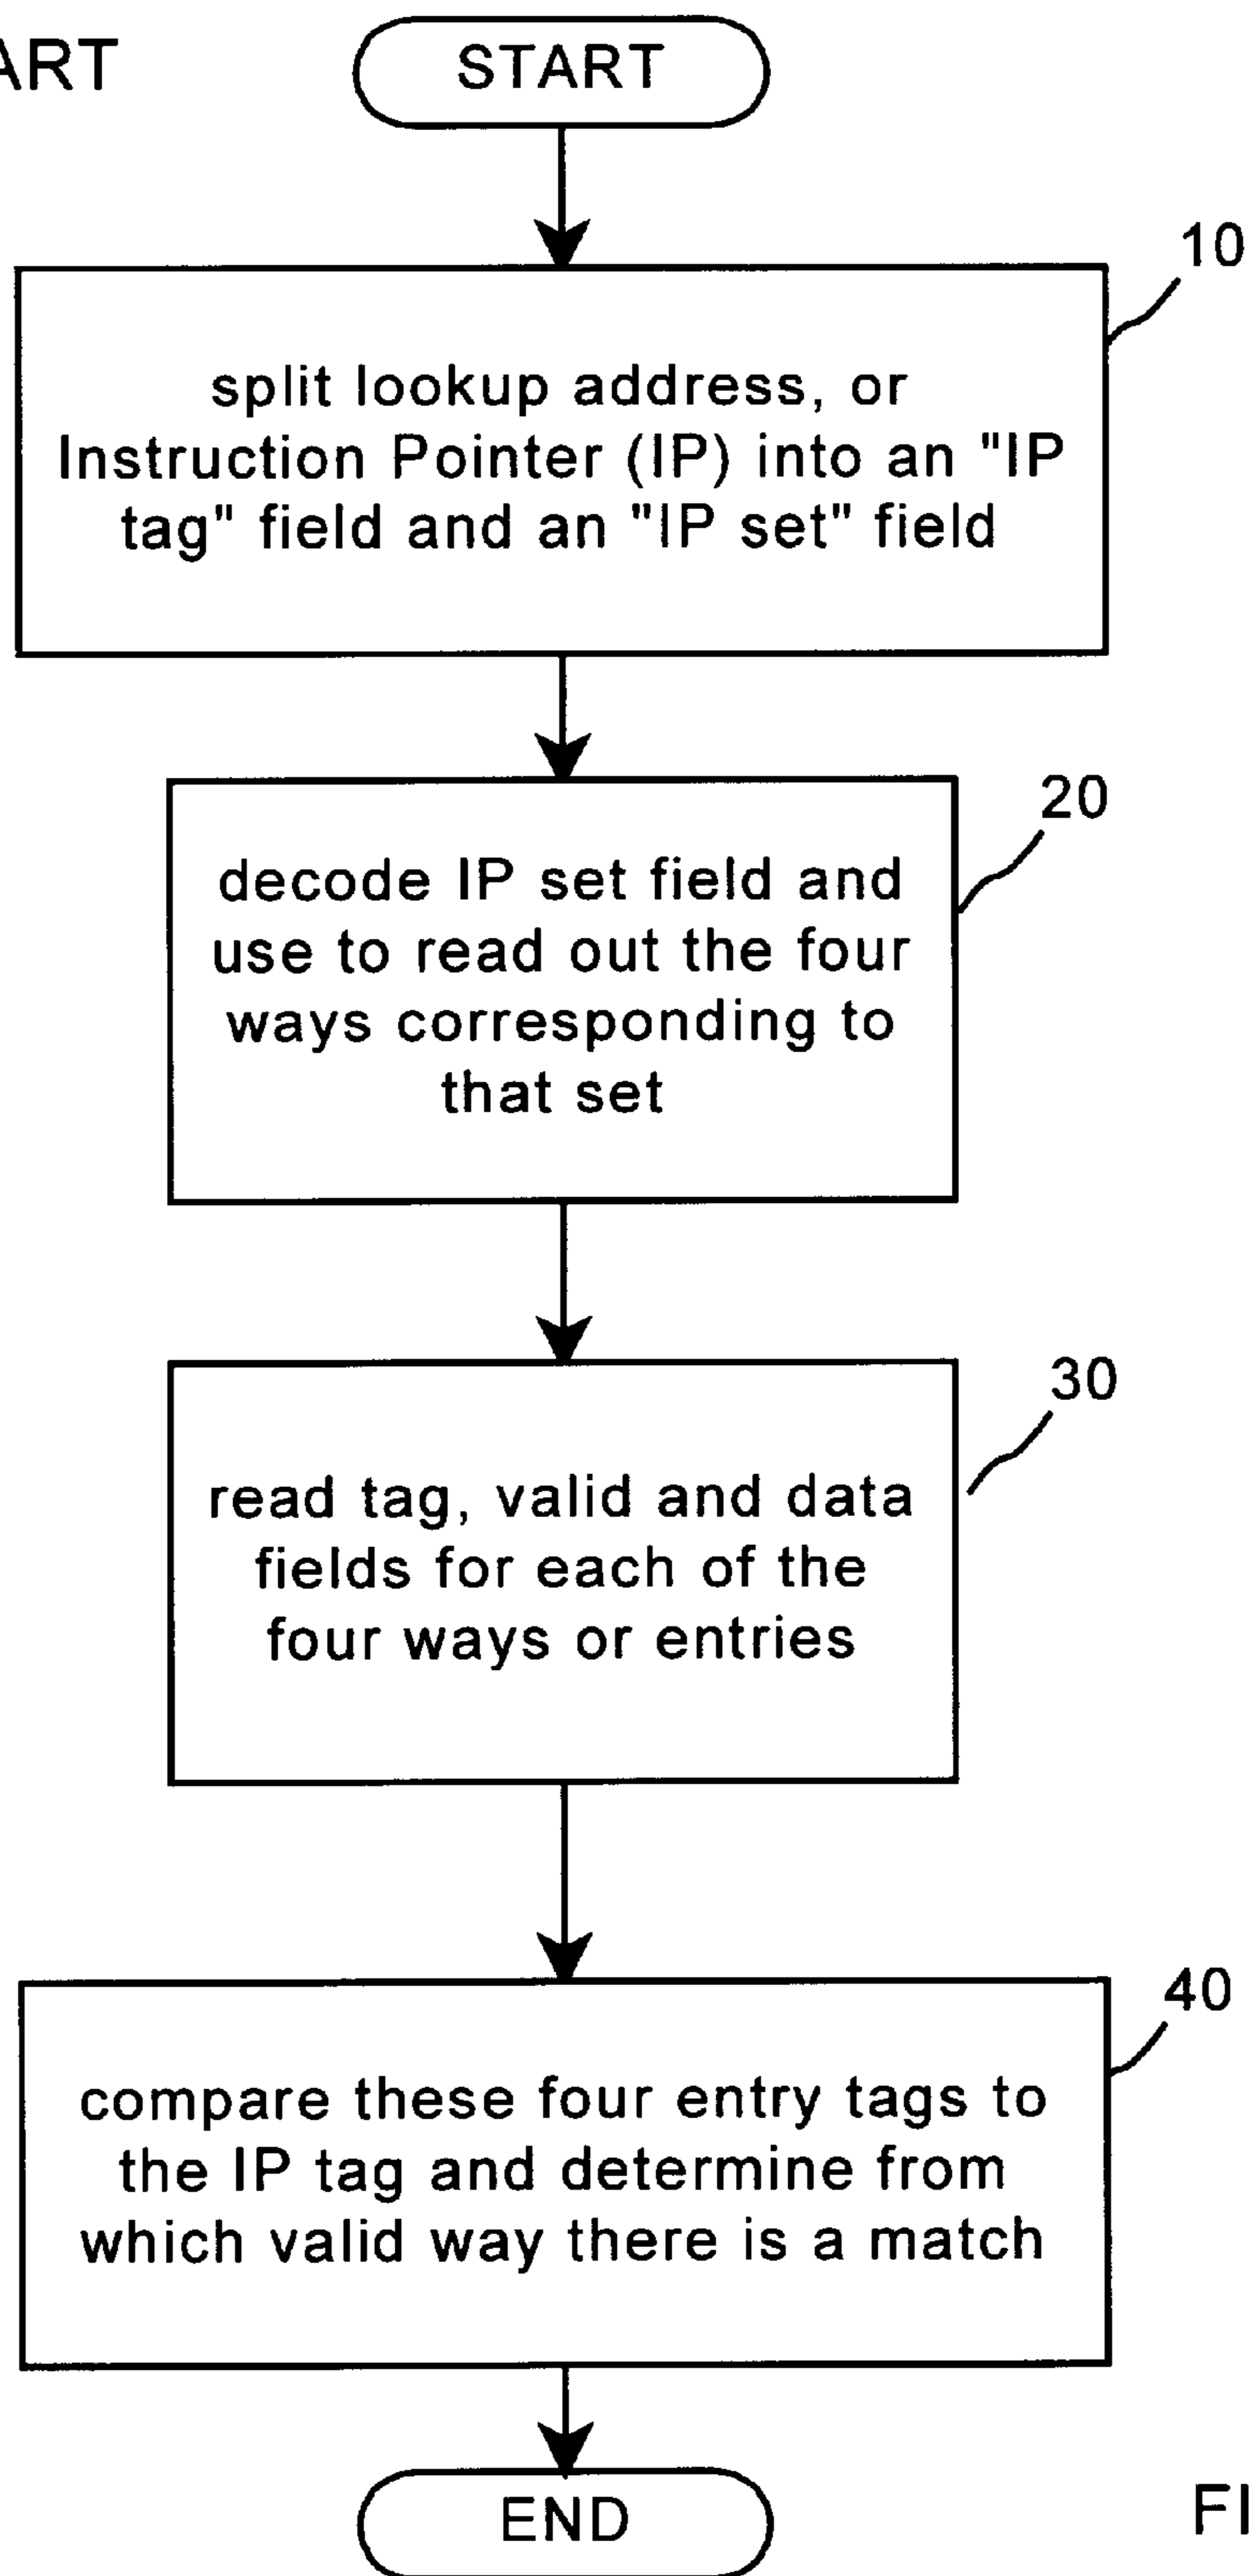 START
10
split lookup address, or
Instruction Pointer (IP) into an "IP
tag" field and an "IP set" field
20
decode IP set field and
use to read out the four
ways corresponding to
that set
30
read tag, valid and data
fields for each of the
four ways or entries
40
compare these four entry tags to
the IP tag and determine from
which valid way there is a match
END